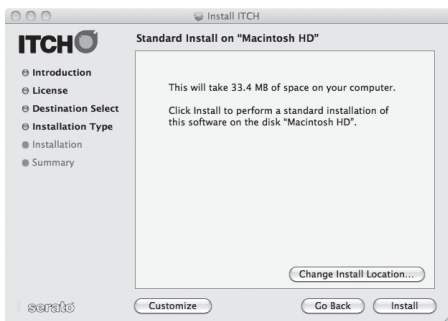 Install ITCH
ITCH
Standard Install on "Macintosh HD"
Introduction
License
Destination Select
Installation Type
Installation
Summary
This will take 33.4 MB of space on your computer.
Click Install to perform a standard installation of
this software on the disk "Macintosh HD".
Change Install Location...
serato
Customize
Go Back
Install